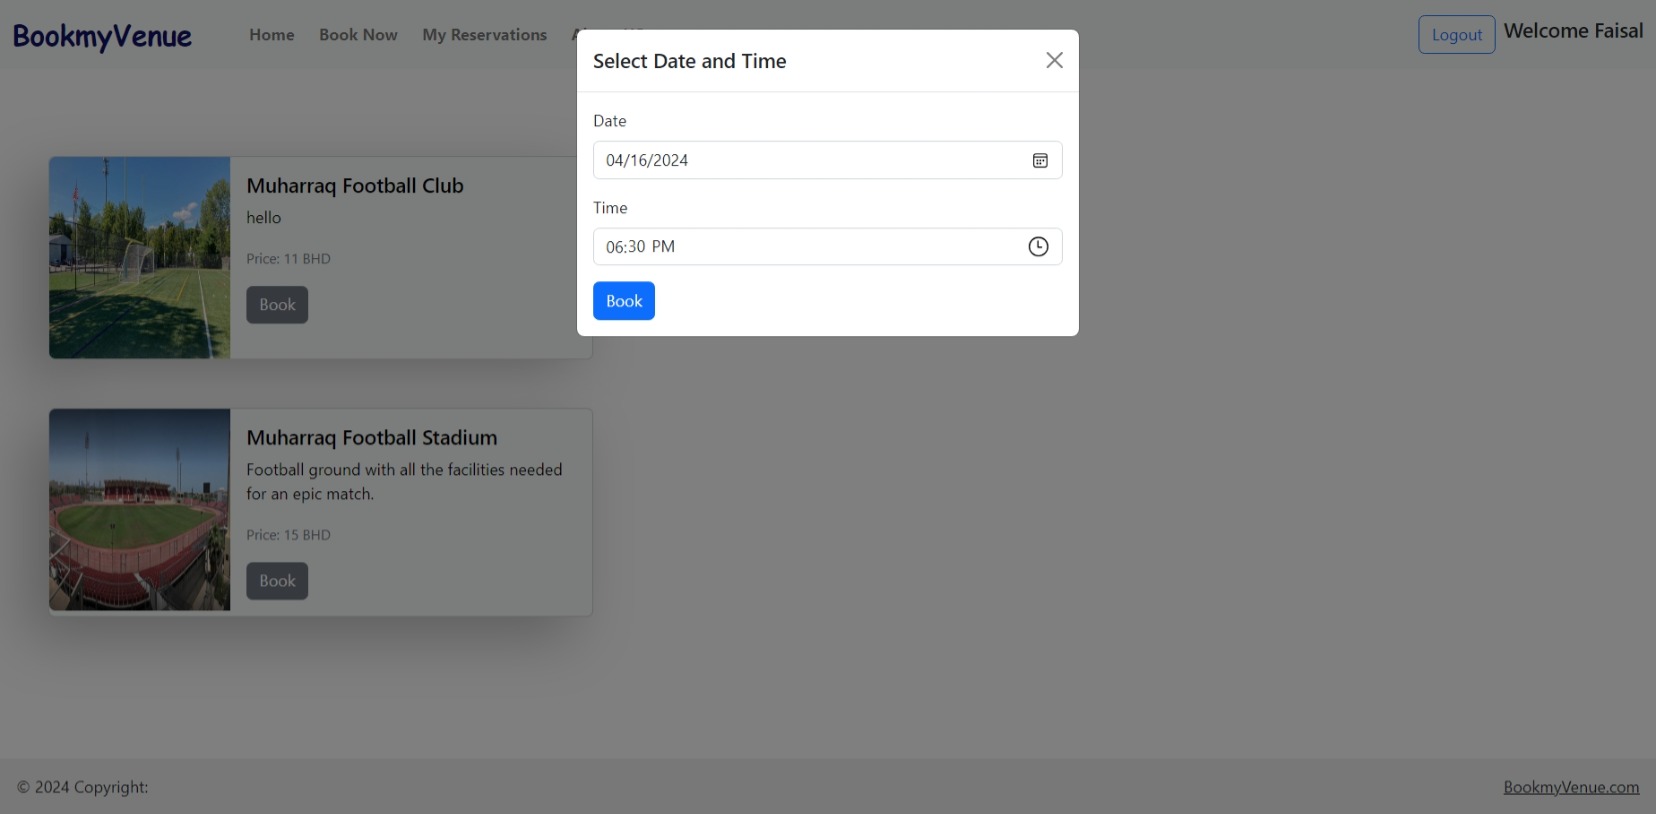 BookmyVenue
Home
Book Now
My Reservations
Logout
Welcome Faisal
Select Date and Time
Date
04/16/2024
Time
06:30 PM
Book
Muharraq Football Club
hello
Price: 11 BHD
Book
Muharraq Football Stadium
Football ground with all the facilities needed
for an epic match.
Price: 15 BHD
Book
© 2024 Copyright:
BookmyVenue.com